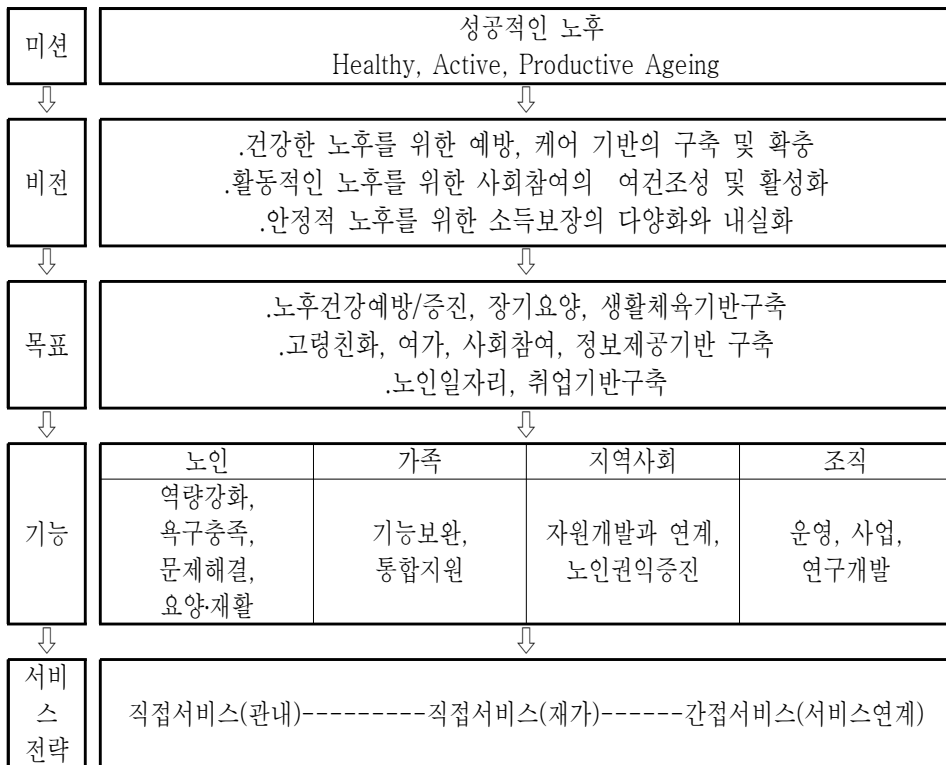 미션
성공적인 노후
Healthy, Active, Productive Ageing
⇩ ⇩
비전
.건강한 노후를 위한 예방, 케어 기반의 구축 및 확충
.활동적인 노후를 위한 사회참여의 여건조성 및 활성화
.안정적 노후를 위한 소득보장의 다양화와 내실화
⇩ ⇩
목표
.노후건강예방/증진, 장기요양, 생활체육기반구축
.고령친화, 여가, 사회참여, 정보제공기반 구축
.노인일자리, 취업기반구축
⇩ ⇩
기능
노인 가족 지역사회 조직
역량강화,
욕구충족,
문제해결,
요양·재활
기능보완,
통합지원
자원개발과 연계,
노인권익증진
운영, 사업,
연구개발
⇩ ⇩
서비
스
전략
직접서비스(관내)---------직접서비스(재가)------간접서비스(서비스연계)